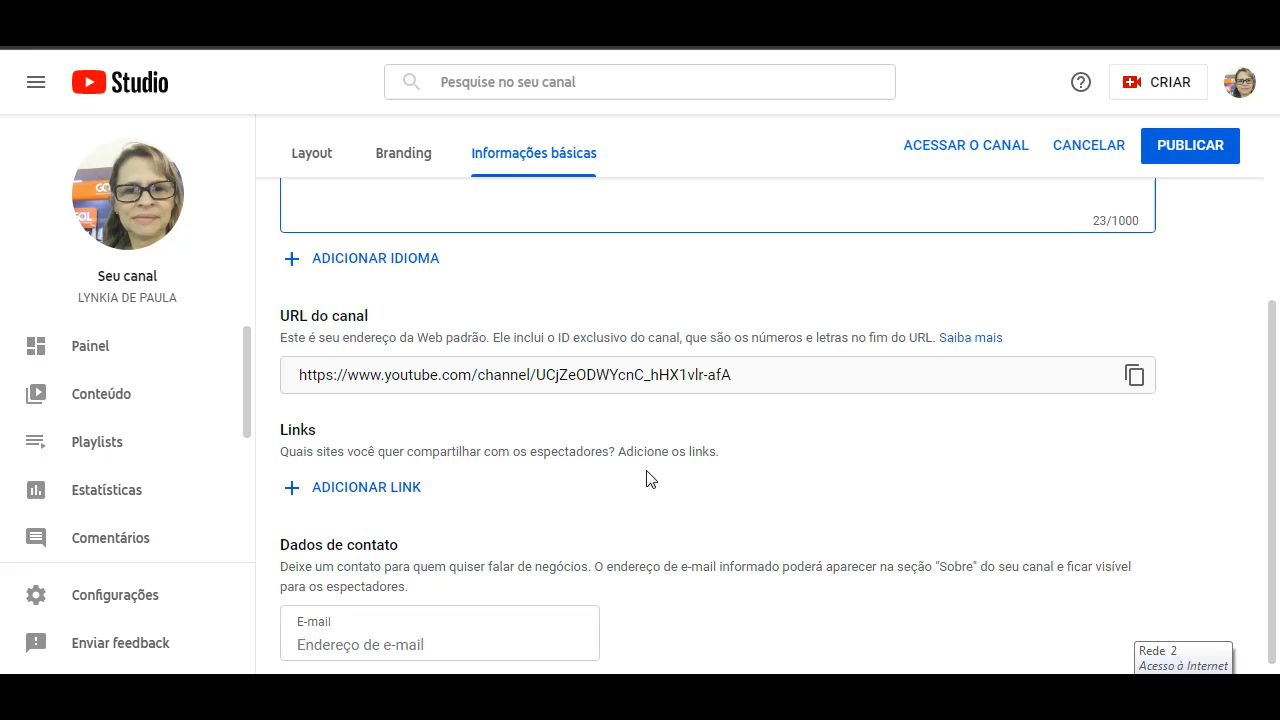 Studio
Pesquise no seu canal
CRIAR
Layout
Branding
Informações básicas
ACESSAR O CANAL
CANCELAR
PUBLICAR
GOL
GOL
Seu canal
LYNKIA DE PAULA
Painel
Conteúdo
Playlists
Estatísticas
Comentários
Configurações
Enviar feedback
23/1000
ADICIONAR IDIOMA
URL do canal
Este é seu endereço da Web padrão. Ele inclui o ID exclusivo do canal, que são os números e letras no fim do URL. Saiba mais
https://www.youtube.com/channel/UCjZeODWYcnC_hHX1vlr-afA
Links
Quais sites você quer compartilhar com os espectadores? Adicione os links.
ADICIONAR LINK
Dados de contato
Deixe um contato para quem quiser falar de negócios. O endereço de e-mail informado poderá aparecer na seção "Sobre" do seu canal e ficar visível
para os espectadores.
E-mail
Endereço de e-mail
Rede 2
Acesso à Internet